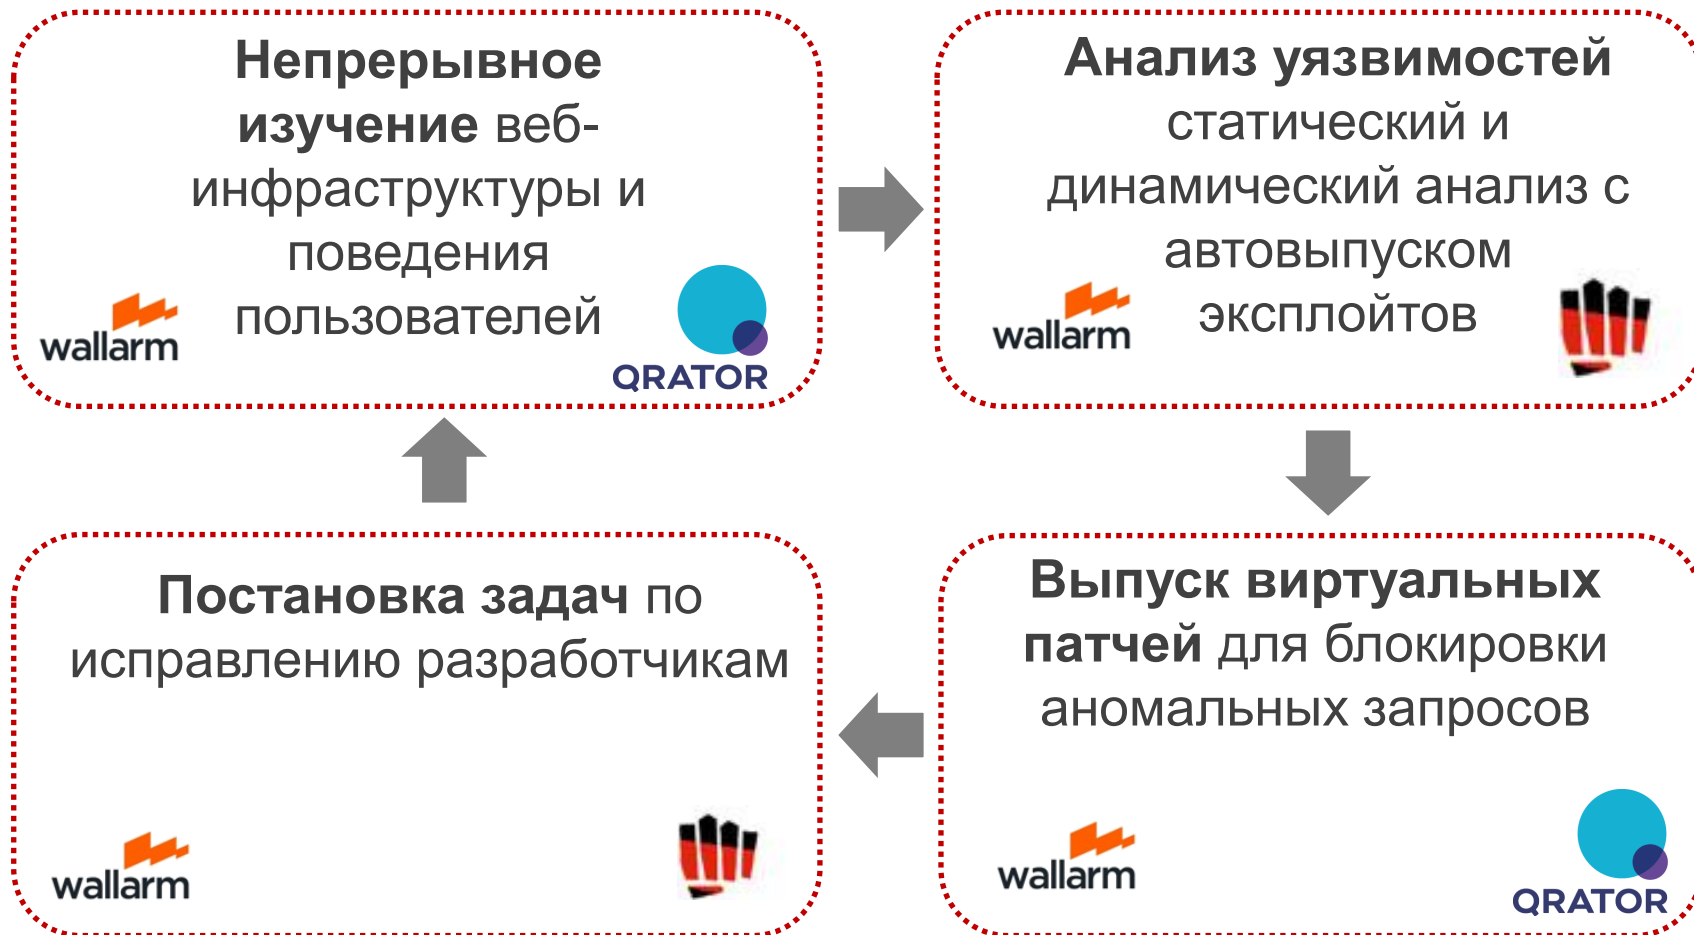 Непрерывное
изучение веб-
инфраструктуры и
поведения
пользователей
wallarm
QRATOR
Анализ уязвимостей
статический и
динамический анализ с
автовыпуском
эксплойтов
wallarm
Постановка задач по
исправлению разработчикам
wallarm
Выпуск виртуальных
патчей для блокировки
аномальных запросов
wallarm
QRATOR